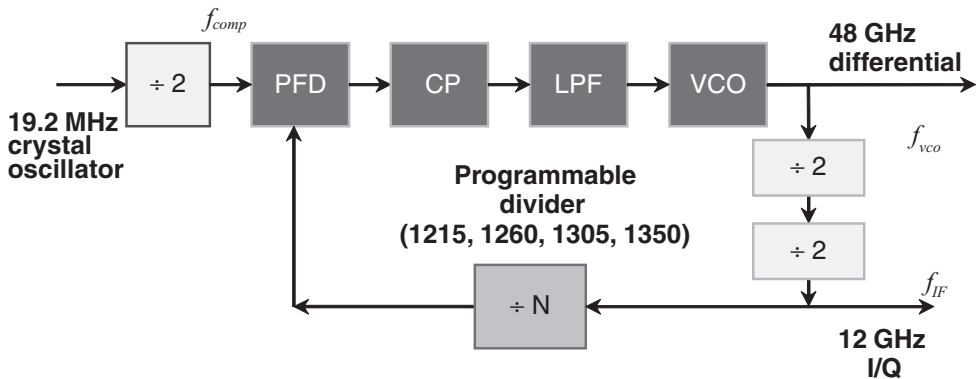 f_comp
48 GHz
differential
÷ 2
PFD
CP
LPF
VCO
19.2 MHz
crystal
oscillator
f_vco
÷ 2
Programmable
divider
(1215, 1260, 1305, 1350)
÷ 2
÷ N
f_IF
12 GHz
I/Q